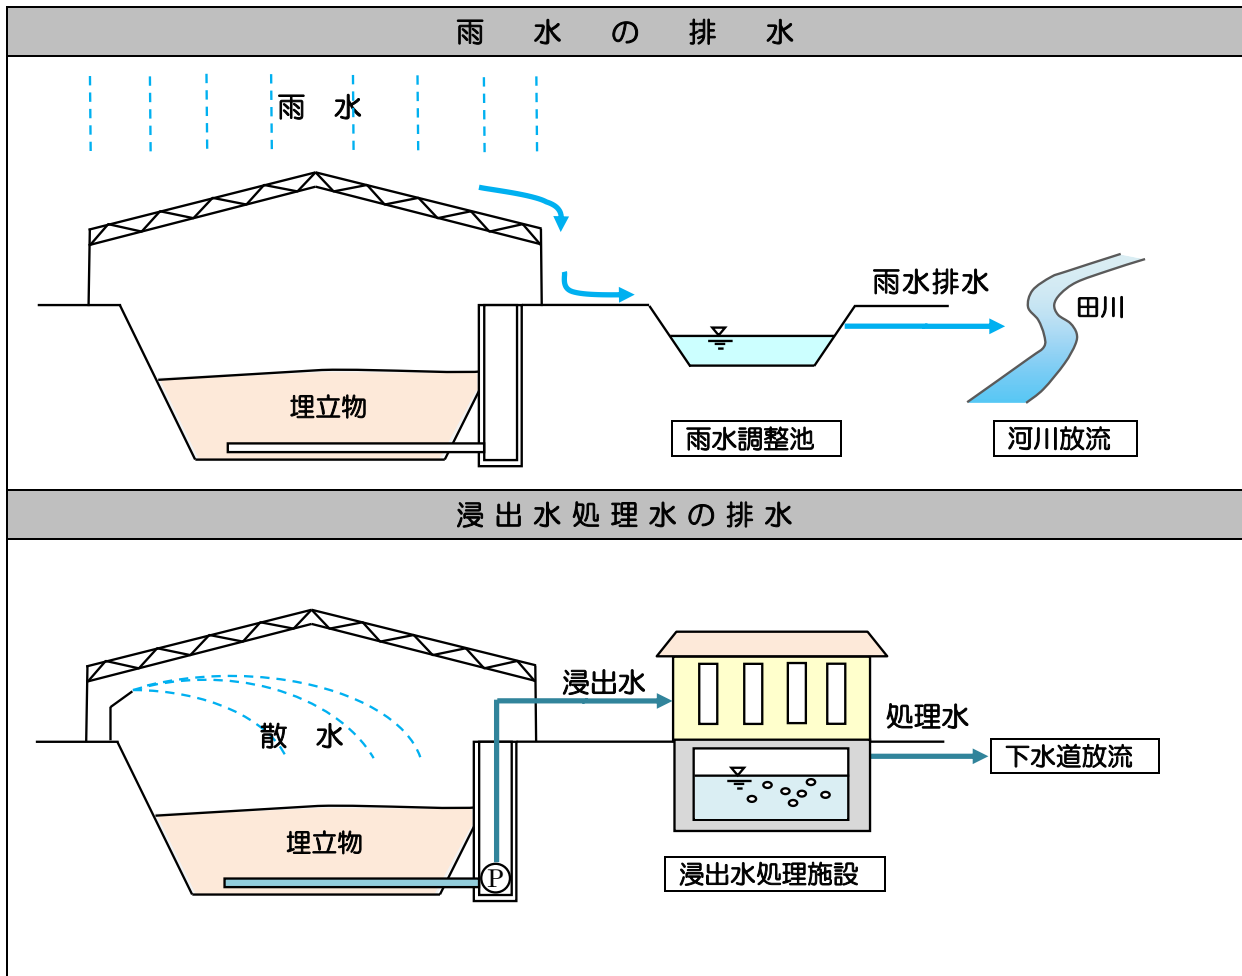 雨水の排水
雨水
雨水排水
田川
埋立物
雨水調整池
河川放流
浸出水処理水の排水
浸出水
処理水
散水
下水道放流
埋立物
P
浸出水処理施設